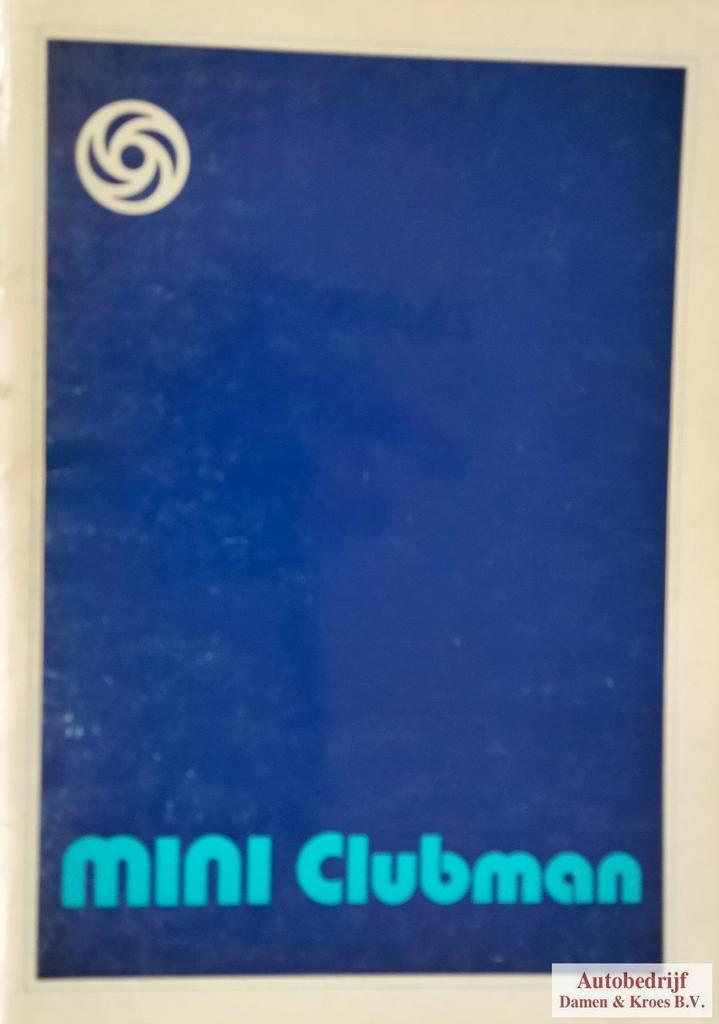 MINI Clubman
Autobedrijf
Damen & Kroes B.V.